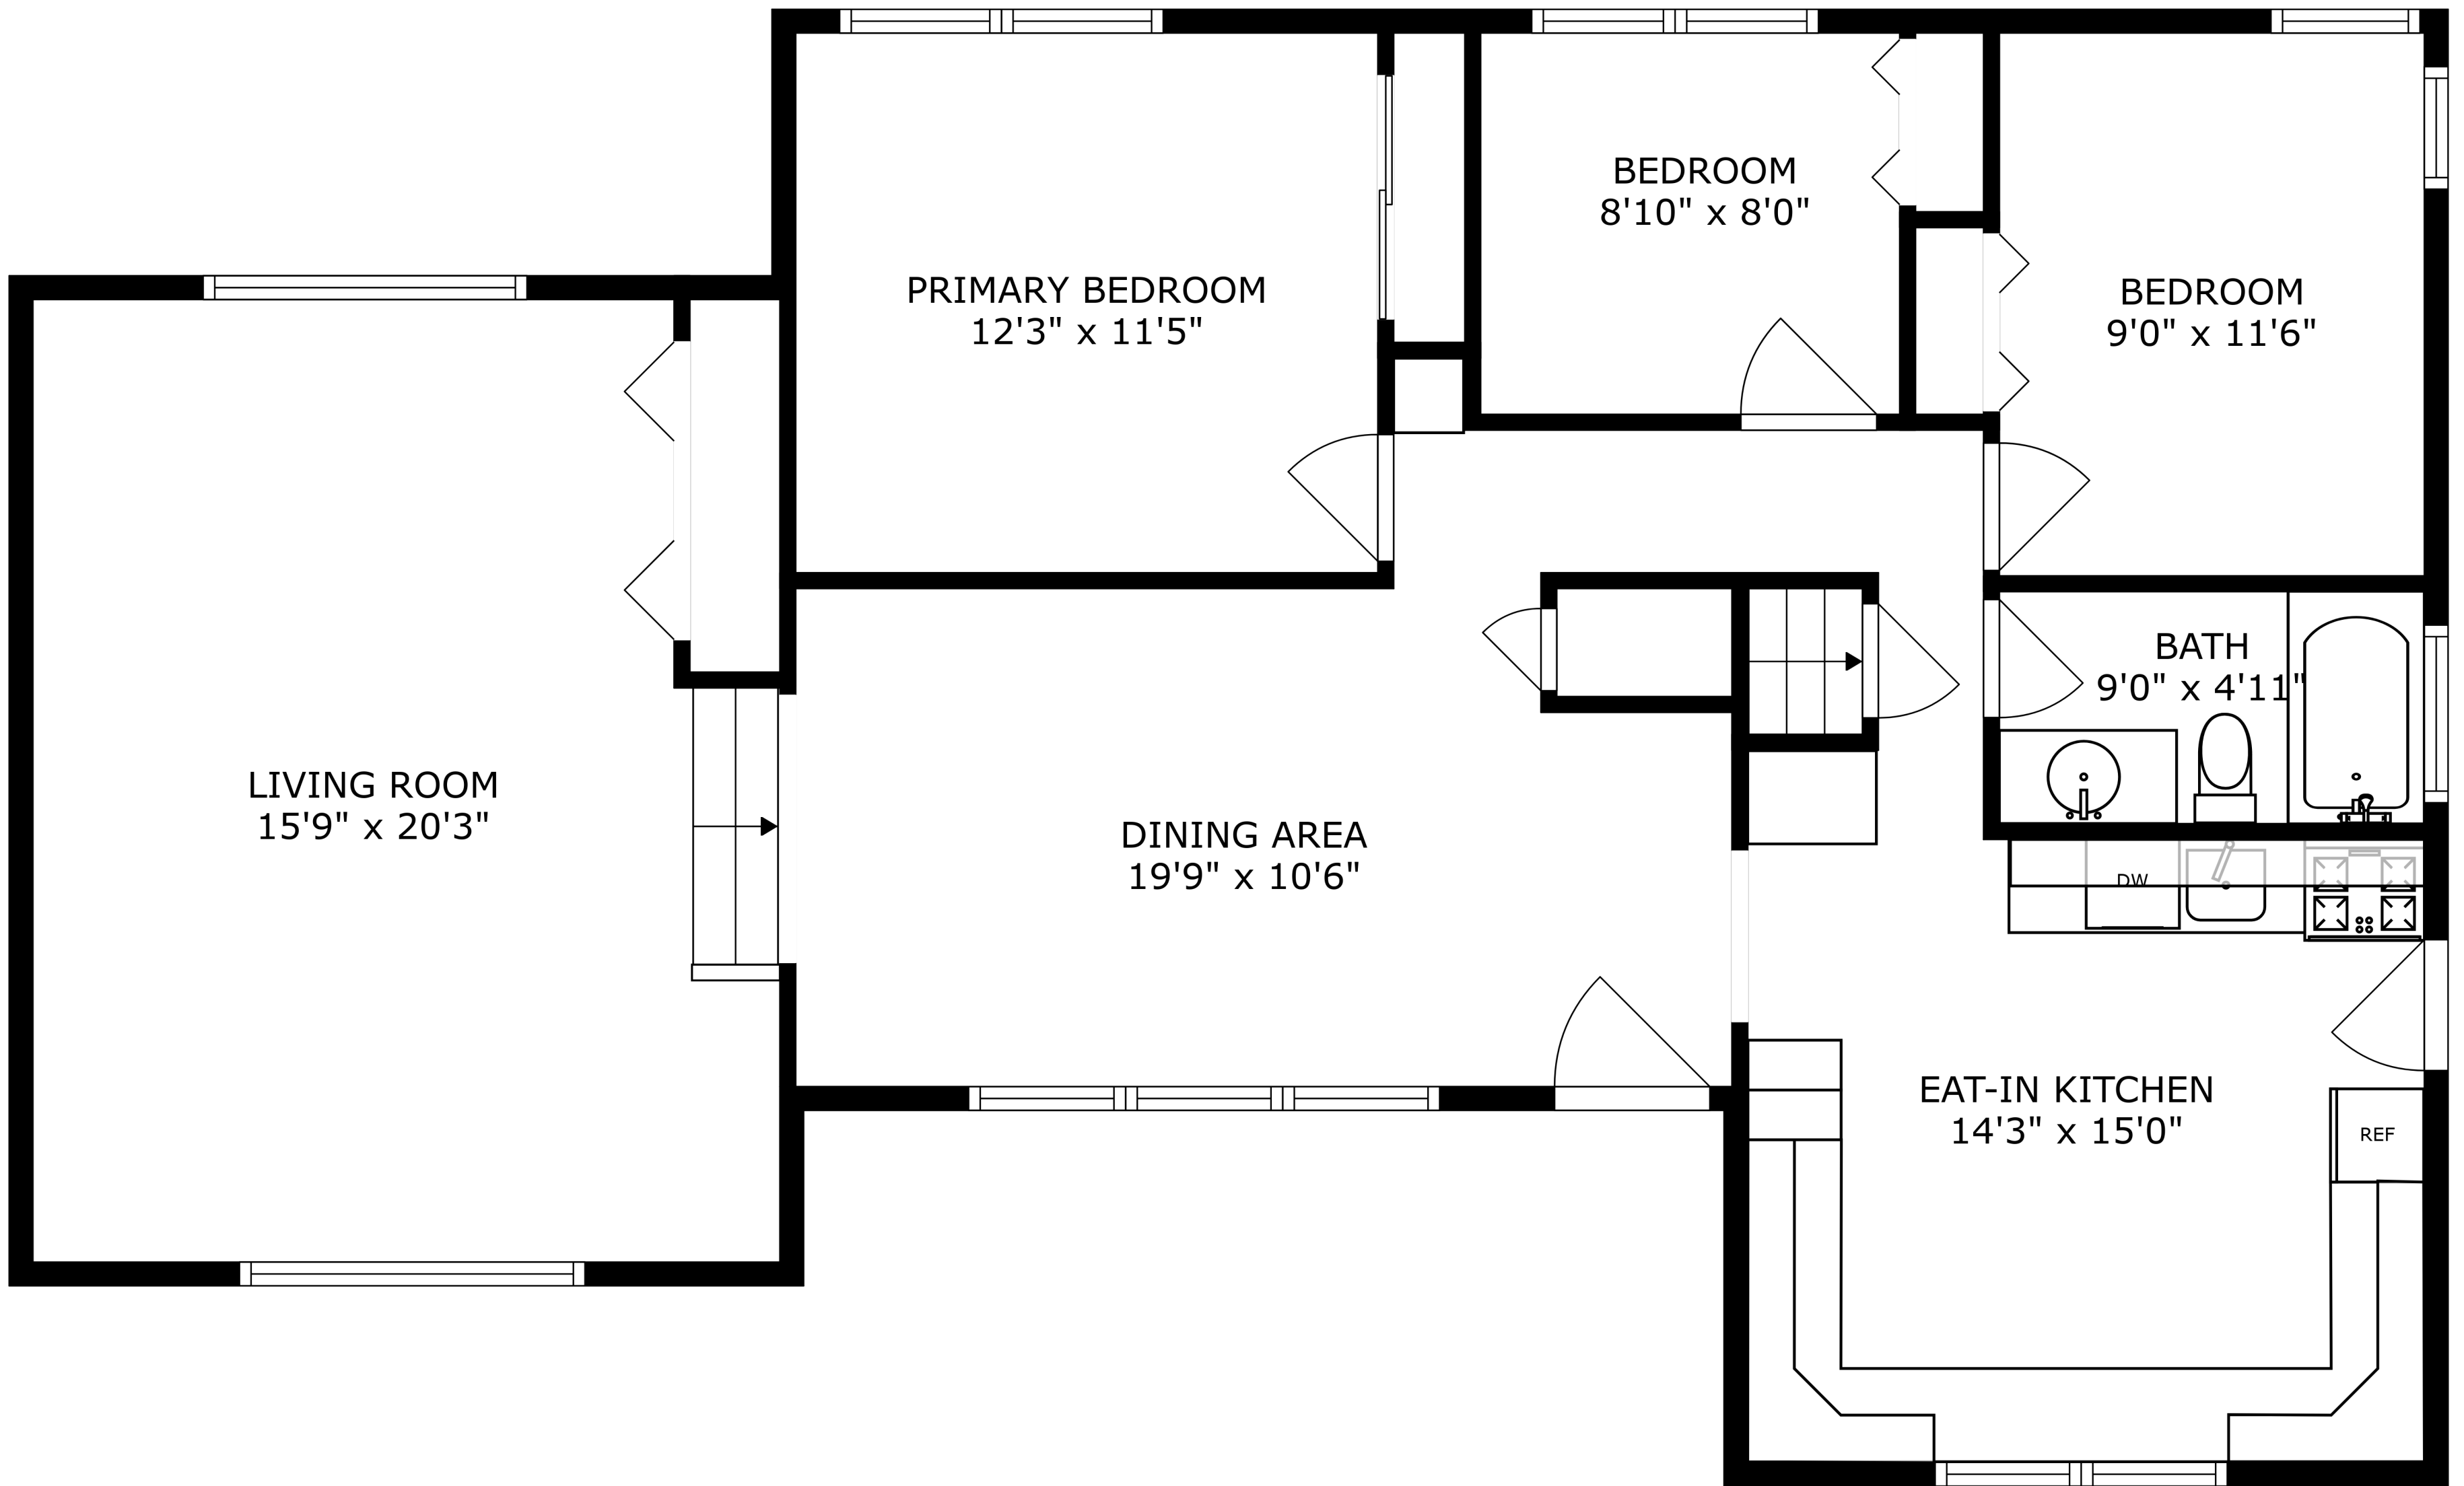 BEDROOM
8'10" x 8'0"
PRIMARY BEDROOM
12'3" x 11'5"
BEDROOM
9'0" x 11'6"
BATH
9'0" x 4'11"
LIVING ROOM
15'9" x 20'3"
DINING AREA
19'9" x 10'6"
DW
EAT-IN KITCHEN
14'3" x 15'0"
REF